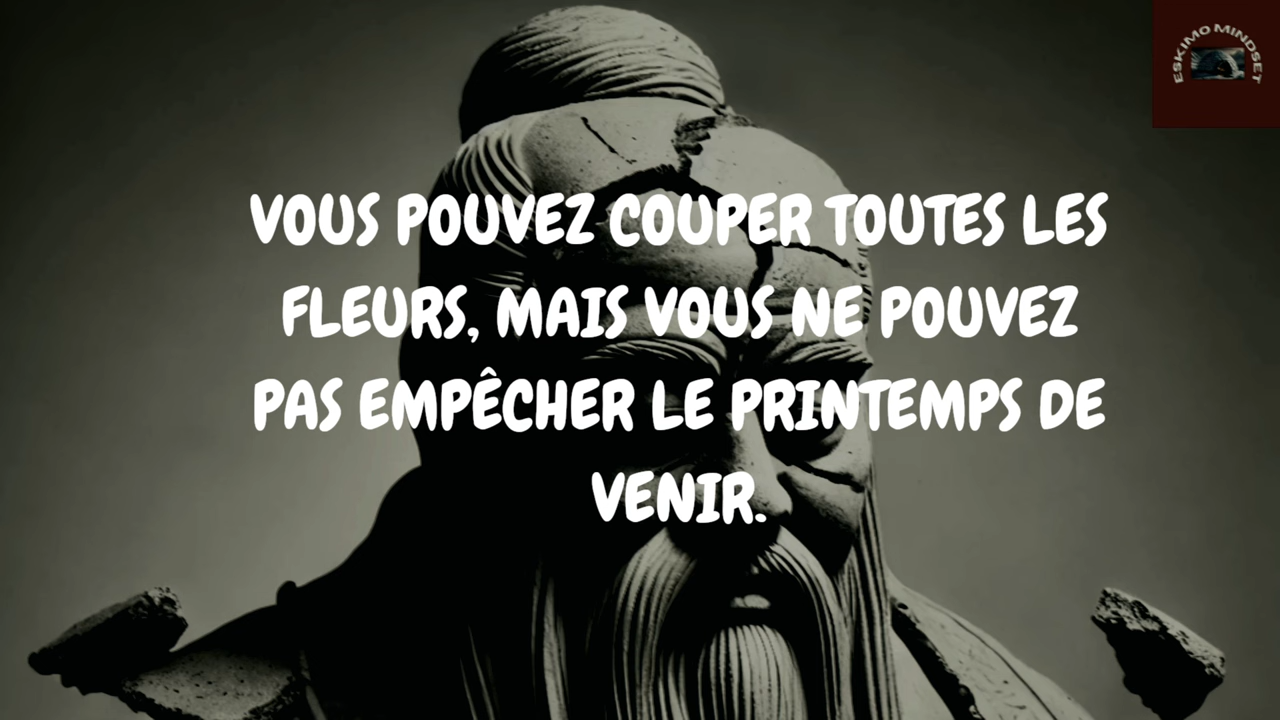 ESKIMO MINDSET
VOUS POUVEZ COUPER TOUTES LES
FLEURS, MAIS VOUS NE POUVEZ
PAS EMPÊCHER LE PRINTEMPS DE
VENIR.